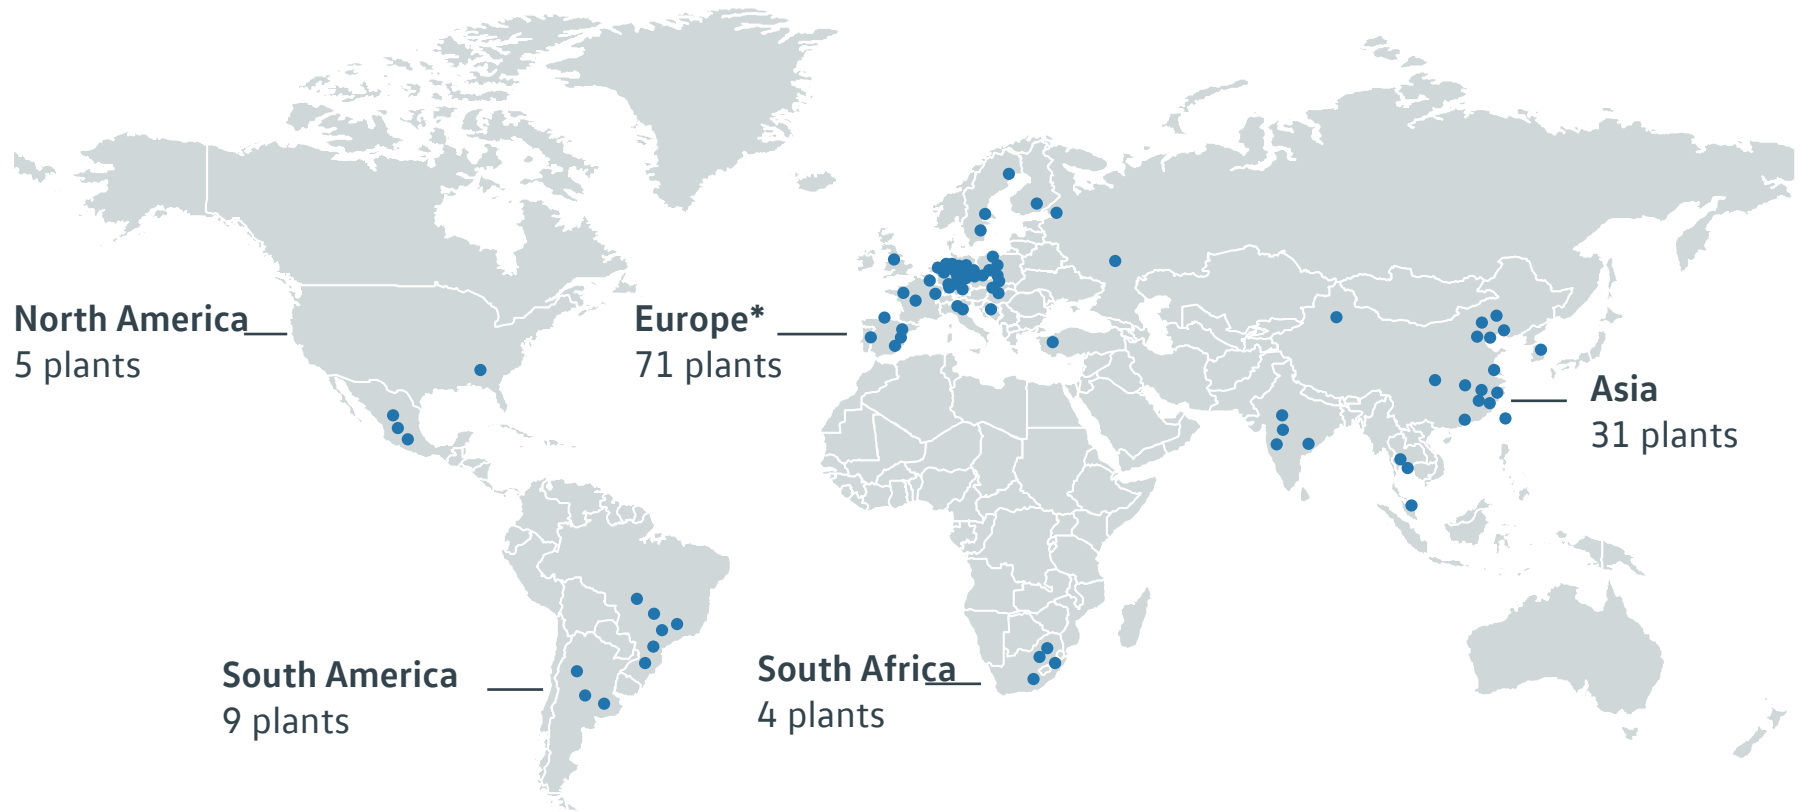 North America
5 plants
Europe*
71 plants
Asia
31 plants
South America
9 plants
South Africa
4 plants